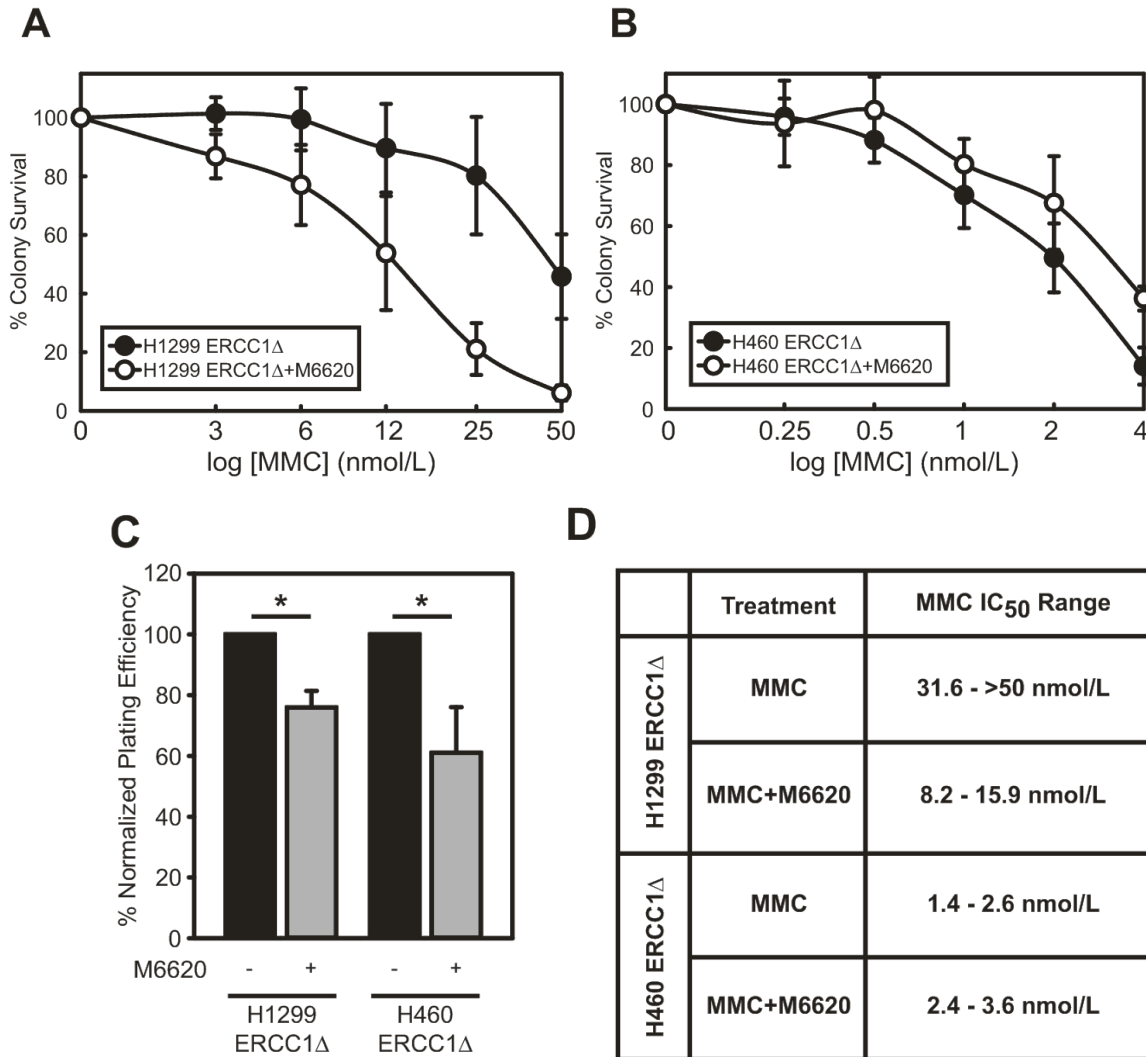 A
% Colony Survival
100
80
60
40
20
0
H1299 ERCC1Δ
H1299 ERCC1Δ+M6620
0 3 6 12 25 50
log [MMC] (nmol/L)
B
% Colony Survival
100
80
60
40
20
0
H460 ERCC1Δ
H460 ERCC1Δ+M6620
0 0.25 0.5 1 2 4
log [MMC] (nmol/L)
C
% Normalized Plating Efficiency
120
100
80
60
40
20
0
* *
M6620 - + - +
H1299 H460
ERCC1Δ ERCC1Δ
D
Treatment MMC IC50 Range
H1299 ERCC1Δ
MMC 31.6 - >50 nmol/L
MMC+M6620 8.2 - 15.9 nmol/L
H460 ERCC1Δ
MMC 1.4 - 2.6 nmol/L
MMC+M6620 2.4 - 3.6 nmol/L